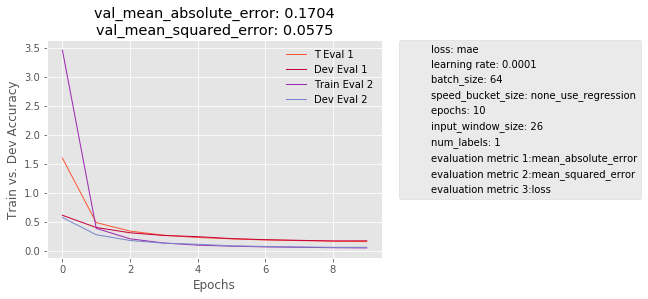 val_mean_absolute_error: 0.1704
val_mean_squared_error: 0.0575
Train vs. Dev Accuracy
3.5
3.0
2.5
2.0
1.5
1.0
0.5
0.0
0 2 4 6 8
Epochs
T Eval 1
Dev Eval 1
Train Eval 2
Dev Eval 2
loss: mae
learning rate: 0.0001
batch_size: 64
speed_bucket_size: none_use_regression
epochs: 10
input_window_size: 26
num_labels: 1
evaluation metric 1:mean_absolute_error
evaluation metric 2:mean_squared_error
evaluation metric 3:loss